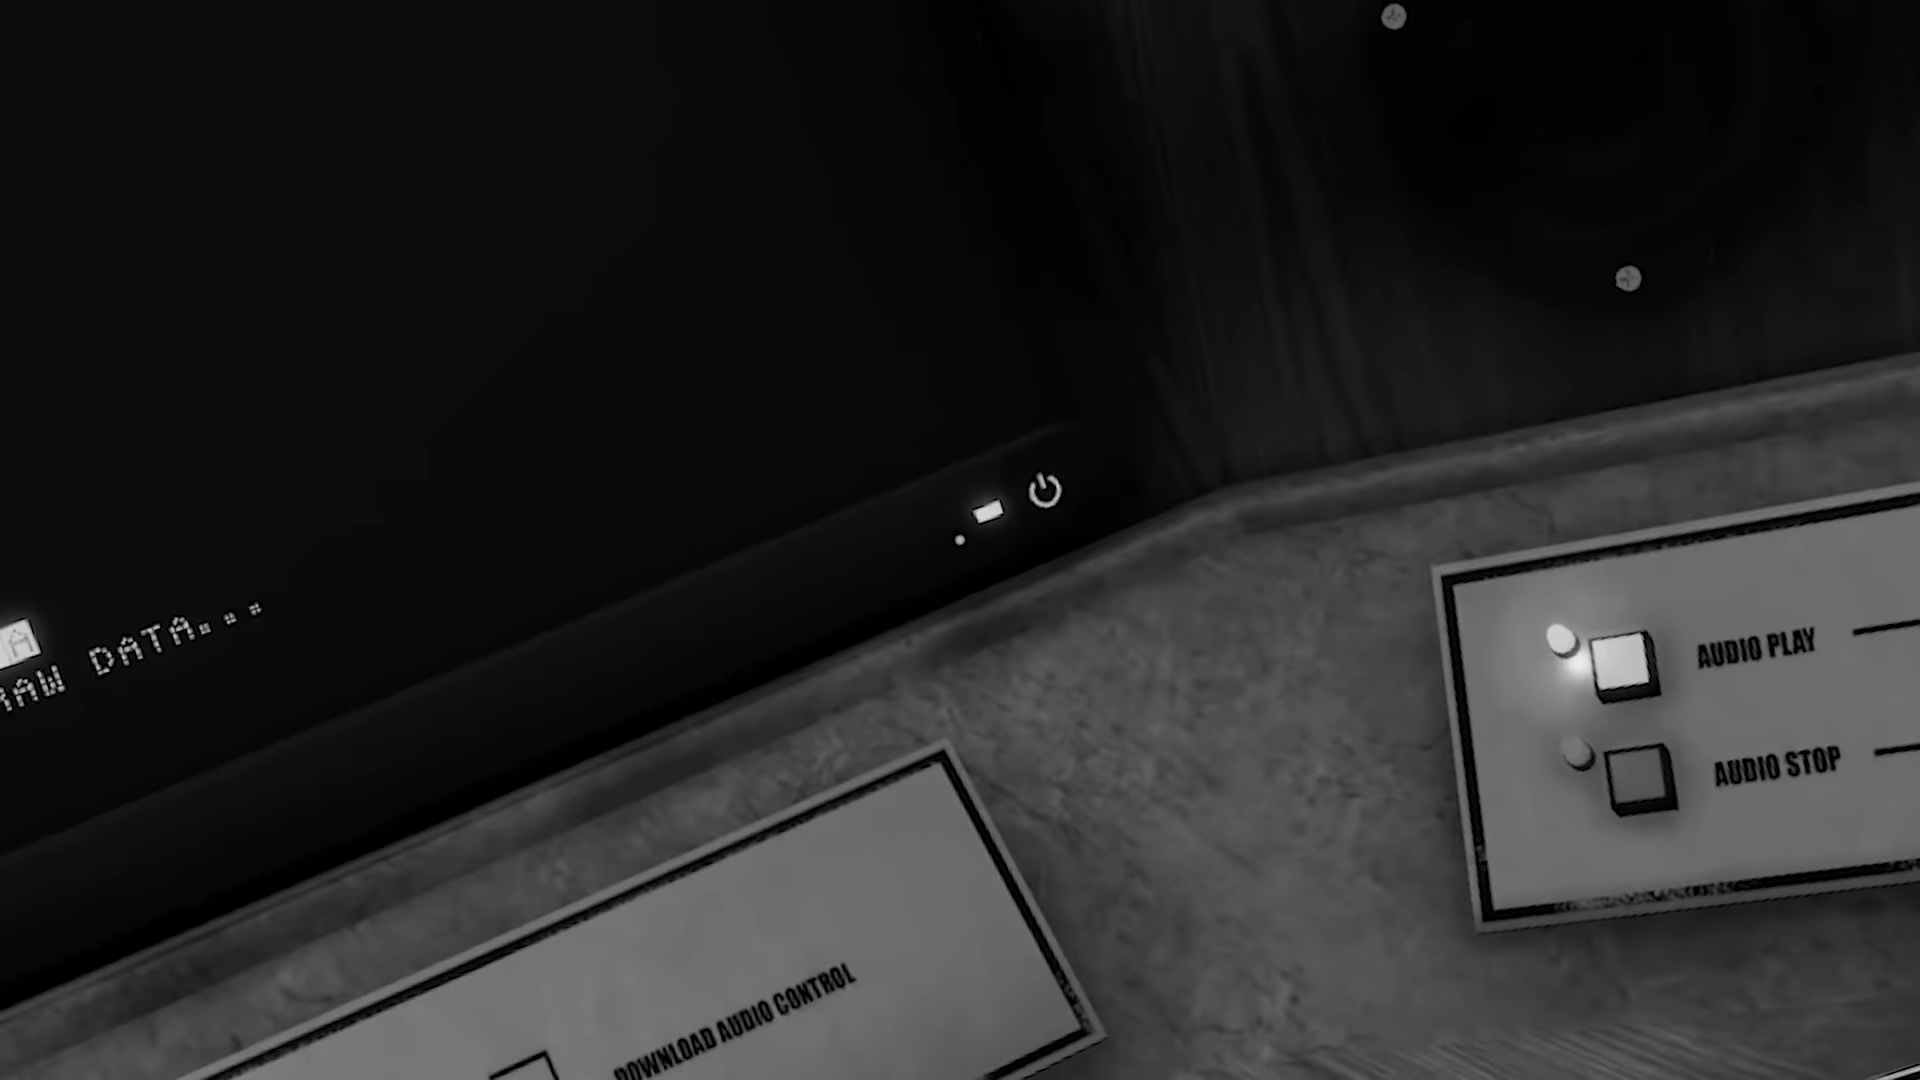 A
RAW DATA...
AUDIO PLAY
AUDIO STOP
DOWNLOAD AUDIO CONTROL